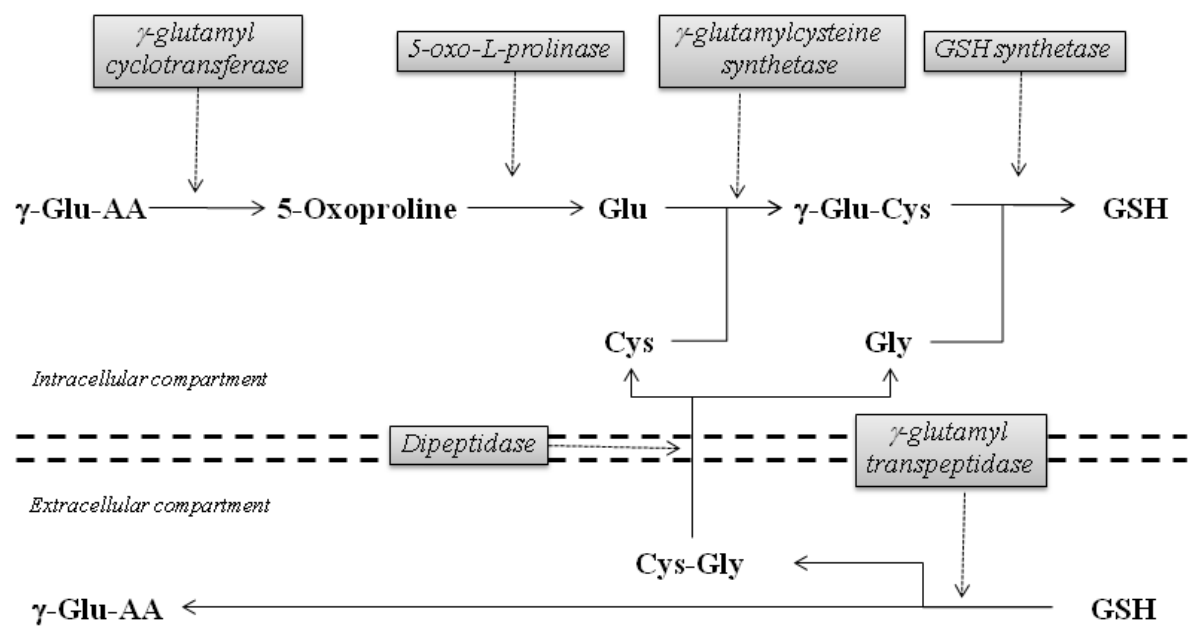 γ-glutamyl
cyclotransferase
5-oxo-L-prolinase
γ-glutamylcysteine
synthetase
GSH synthetase
γ-Glu-AA
5-Oxoproline
Glu
γ-Glu-Cys
GSH
Cys
Gly
Intracellular compartment
Dipeptidase
γ-glutamyl
transpeptidase
Extracellular compartment
Cys-Gly
γ-Glu-AA
GSH